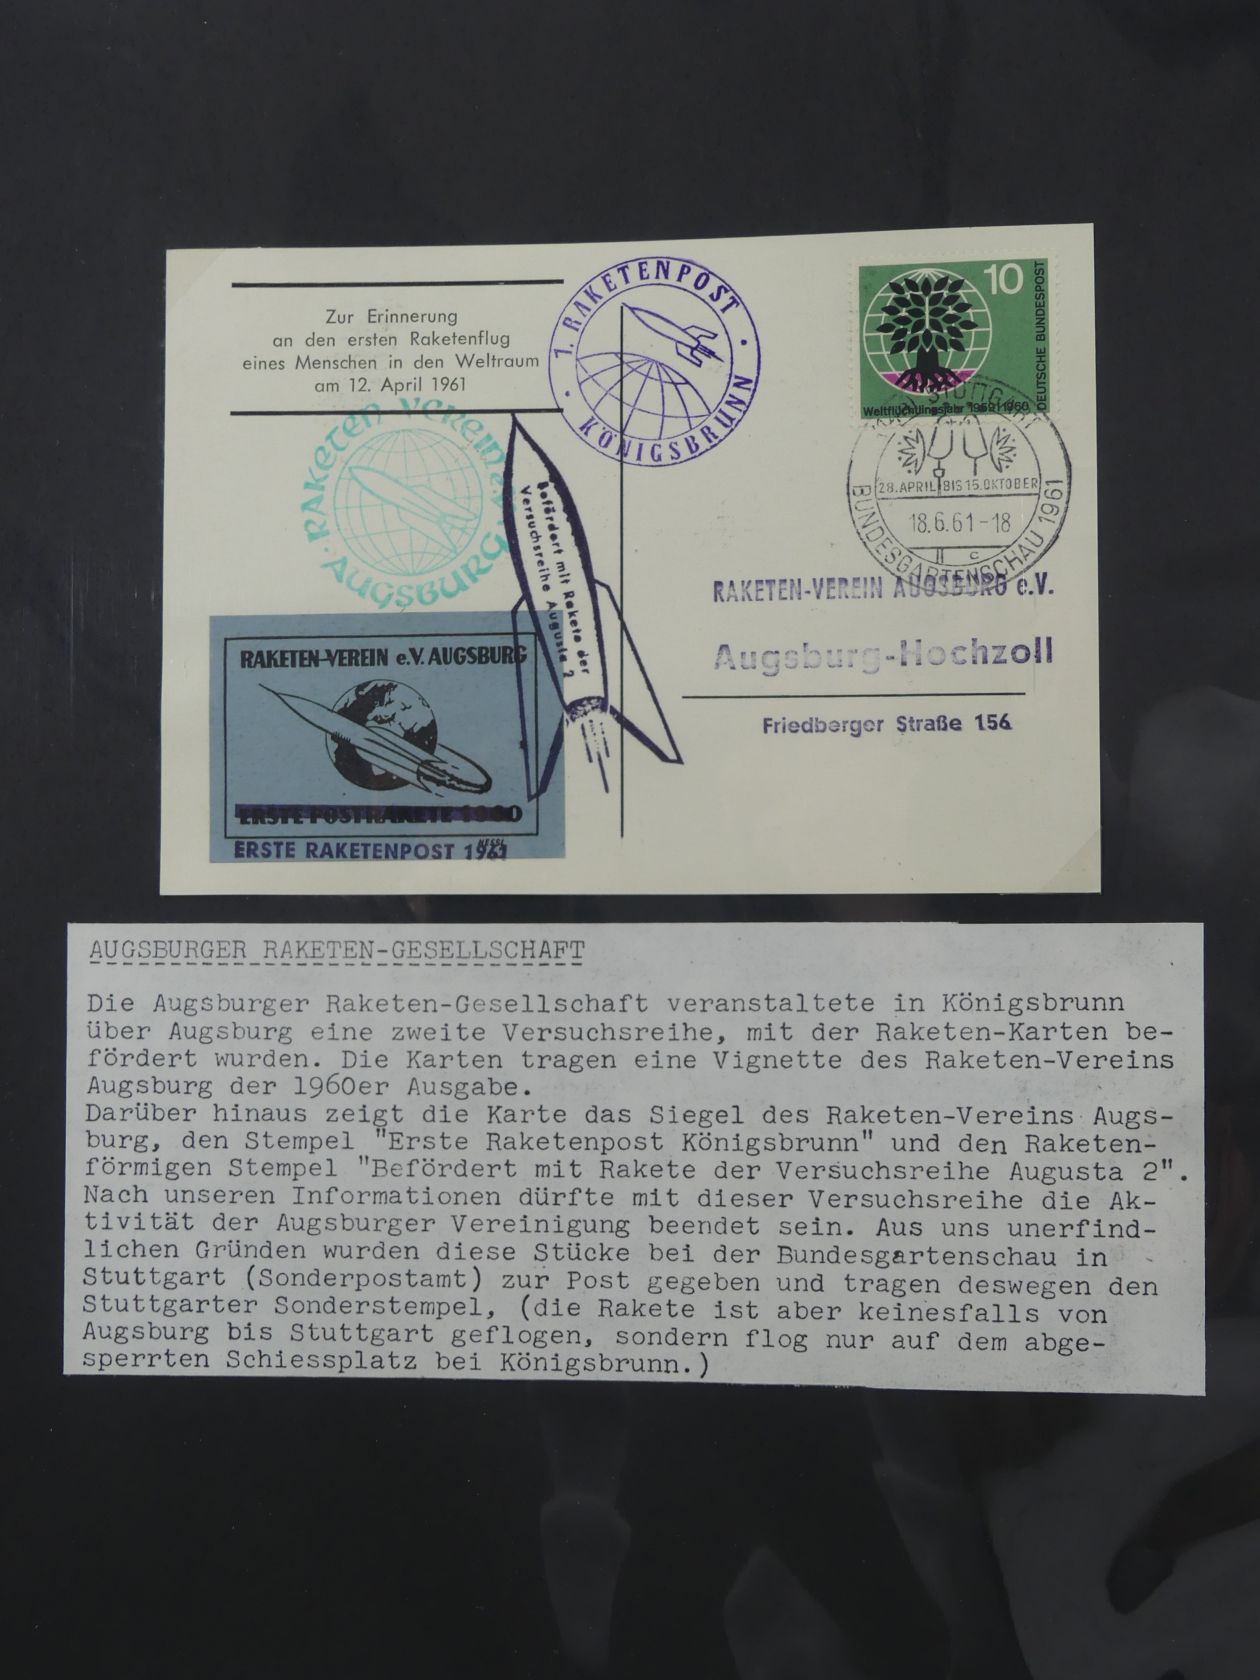 Zur Erinnerung
an den ersten Raketenflug
eines Menschen in den Weltraum
am 12. April 1961
1. RAKETENPOST
KÖNIGSBRUNN
10
DEUTSCHE BUNDESPOST
Weltflüchtlingsjahr 1959/1960
STUTTGART
28. APRIL BIS 15. OKTOBER
18.6.61-18
c
BUNDESGARTENSCHAU 1961
RAKETEN VEREIN e.V.
AUGSBURG
Befördert mit Rakete der
Versuchsreihe Augusta 2
RAKETEN-VEREIN AUGSBURG e.V.
Augsburg-Hochzoll
Friedberger Straße 156
RAKETEN-VEREIN e.V. AUGSBURG
ERSTE POSTRAKETE 1960
ERSTE RAKETENPOST 1961
AUGSBURGER RAKETEN-GESELLSCHAFT
Die Augsburger Raketen-Gesellschaft veranstaltete in Königsbrunn
über Augsburg eine zweite Versuchsreihe, mit der Raketen-Karten be-
fördert wurden. Die Karten tragen eine Vignette des Raketen-Vereins
Augsburg der 1960er Ausgabe.
Darüber hinaus zeigt die Karte das Siegel des Raketen-Vereins Augs-
burg, den Stempel "Erste Raketenpost Königsbrunn" und den Raketen-
förmigen Stempel "Befördert mit Rakete der Versuchsreihe Augusta 2".
Nach unseren Informationen dürfte mit dieser Versuchsreihe die Ak-
tivität der Augsburger Vereinigung beendet sein. Aus uns unerfind-
lichen Gründen wurden diese Stücke bei der Bundesgartenschau in
Stuttgart (Sonderpostamt) zur Post gegeben und tragen deswegen den
Stuttgarter Sonderstempel, (die Rakete ist aber keinesfalls von
Augsburg bis Stuttgart geflogen, sondern flog nur auf dem abge-
sperrten Schiessplatz bei Königsbrunn.)